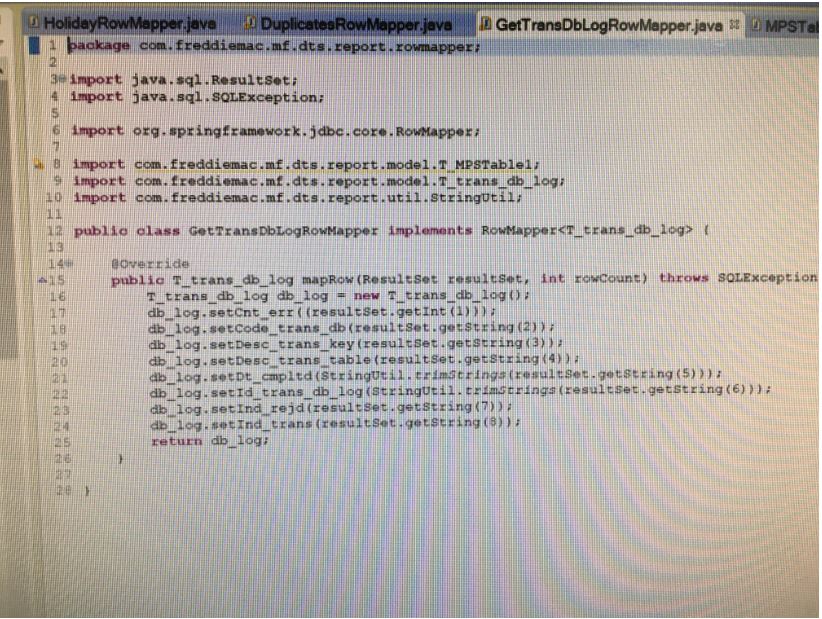 HolidayRowMapper.java DuplicatesRowMapper.java GetTransDbLogRowMapper.java MPSTab
1 package com.freddiemac.mf.dts.report.rowmapper;
2
3 import java.sql.ResultSet;
4 import java.sql.SQLException;
5
6 import org.springframework.jdbc.core.RowMapper;
7
8 import com.freddiemac.mf.dts.report.model.T_MPSTable1;
9 import com.freddiemac.mf.dts.report.model.T_trans_db_log;
10 import com.freddiemac.mf.dts.report.util.StringUtil;
11
12 public class GetTransDbLogRowMapper implements RowMapper<T_trans_db_log> {
13
14 @Override
15 public T_trans_db_log mapRow(ResultSet resultSet, int rowCount) throws SQLException
16 T_trans_db_log db_log = new T_trans_db_log();
17 db_log.setCnt_err((resultSet.getInt(1)));
18 db_log.setCode_trans_db(resultSet.getString(2));
19 db_log.setDesc_trans_key(resultSet.getString(3));
20 db_log.setDesc_trans_table(resultSet.getString(4));
21 db_log.setDt_cmpltd(StringUtil.trimStrings(resultSet.getString(5)));
22 db_log.setId_trans_db_log(StringUtil.trimStrings(resultSet.getString(6)));
23 db_log.setInd_rejd(resultSet.getString(7));
24 db_log.setInd_trans(resultSet.getString(8));
25 return db_log;
26 }
27
28 }